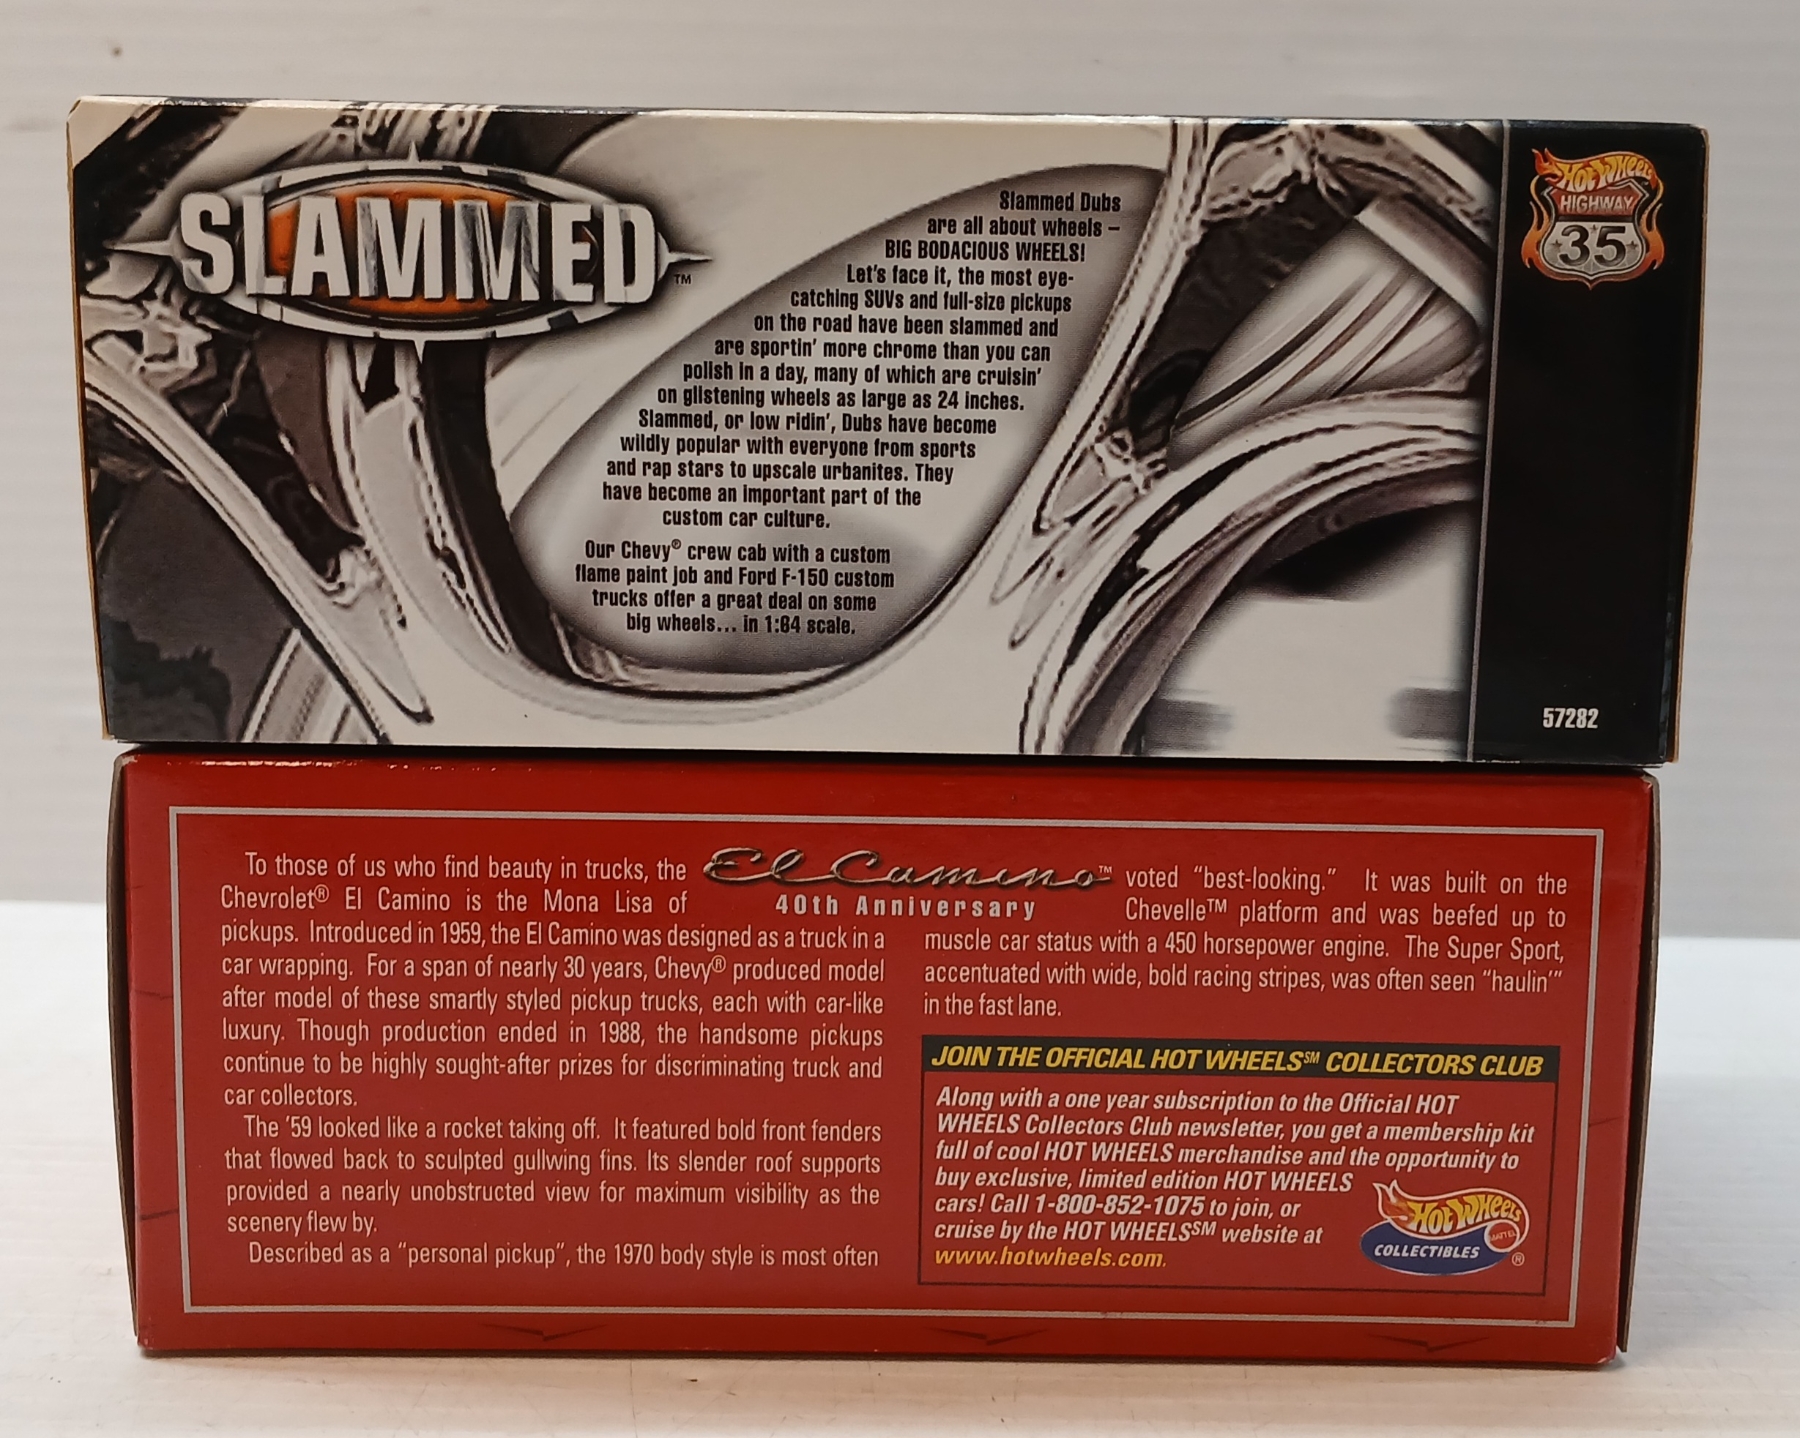 SLAMMED™
Slammed Dubs
are all about wheels –
BIG BODACIOUS WHEELS!
Let's face it, the most eye-
catching SUVs and full-size pickups
on the road have been slammed and
are sportin' more chrome than you can
polish in a day, many of which are cruisin'
on glistening wheels as large as 24 inches.
Slammed, or low ridin', Dubs have become
wildly popular with everyone from sports
and rap stars to upscale urbanites. They
have become an important part of the
custom car culture.
Our Chevy® crew cab with a custom
flame paint job and Ford F-150 custom
trucks offer a great deal on some
big wheels... in 1:64 scale.
HOT WHEELS
HIGHWAY
35
57282
El Camino™
40th Anniversary
To those of us who find beauty in trucks, the
Chevrolet® El Camino is the Mona Lisa of
pickups. Introduced in 1959, the El Camino was designed as a truck in a
car wrapping. For a span of nearly 30 years, Chevy® produced model
after model of these smartly styled pickup trucks, each with car-like
luxury. Though production ended in 1988, the handsome pickups
continue to be highly sought-after prizes for discriminating truck and
car collectors.
The '59 looked like a rocket taking off. It featured bold front fenders
that flowed back to sculpted gullwing fins. Its slender roof supports
provided a nearly unobstructed view for maximum visibility as the
scenery flew by.
Described as a "personal pickup", the 1970 body style is most often
voted "best-looking." It was built on the
Chevelle™ platform and was beefed up to
muscle car status with a 450 horsepower engine. The Super Sport,
accentuated with wide, bold racing stripes, was often seen "haulin'"
in the fast lane.
JOIN THE OFFICIAL HOT WHEELS℠ COLLECTORS CLUB
Along with a one year subscription to the Official HOT
WHEELS Collectors Club newsletter, you get a membership kit
full of cool HOT WHEELS merchandise and the opportunity to
buy exclusive, limited edition HOT WHEELS
cars! Call 1-800-852-1075 to join, or
cruise by the HOT WHEELS℠ website at
www.hotwheels.com.
Hot Wheels
MATTEL
COLLECTIBLES
®